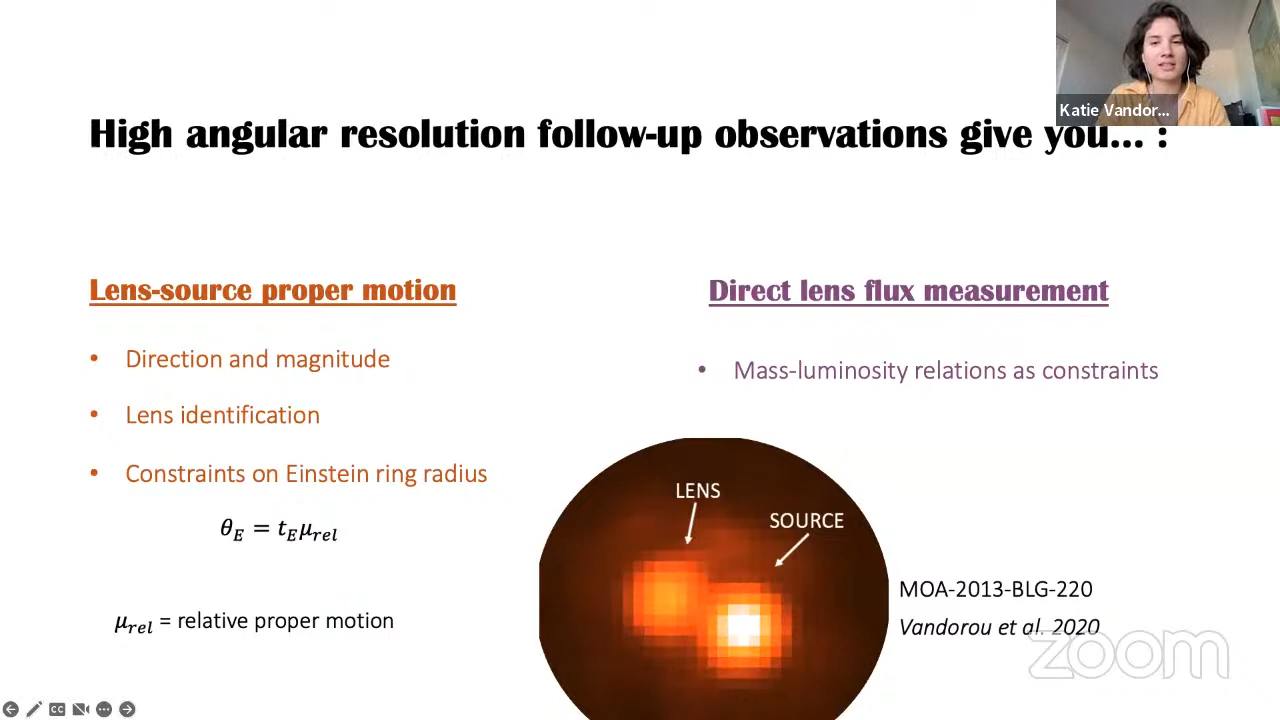 Katie Vandor...
High angular resolution follow-up observations give you... :
Lens-source proper motion
• Direction and magnitude
• Lens identification
• Constraints on Einstein ring radius
θ_E = t_E μ_rel
μ_rel = relative proper motion
Direct lens flux measurement
• Mass-luminosity relations as constraints
LENS
SOURCE
MOA-2013-BLG-220
Vandorou et al. 2020
zoom
CC